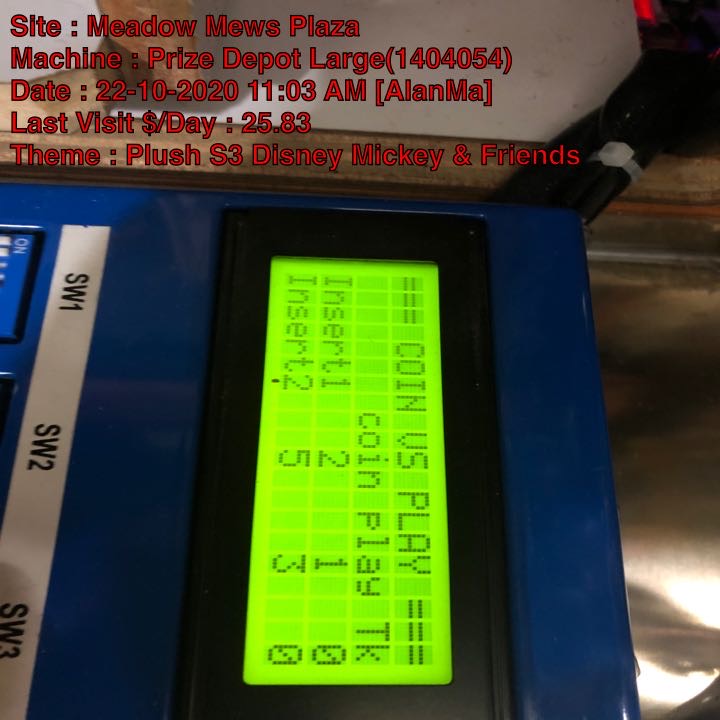 Site : Meadow Mews Plaza
Machine : Prize Depot Large(1404054)
Date : 22-10-2020 11:03 AM [AlanMa]
Last Visit $/Day : 25.83
Theme : Plush S3 Disney Mickey & Friends
=== COIN VS PLAY ===
coin Play Tk
Insert1 2 1 0
Insert2 5 3 0
ON
SW1
SW2
SW3